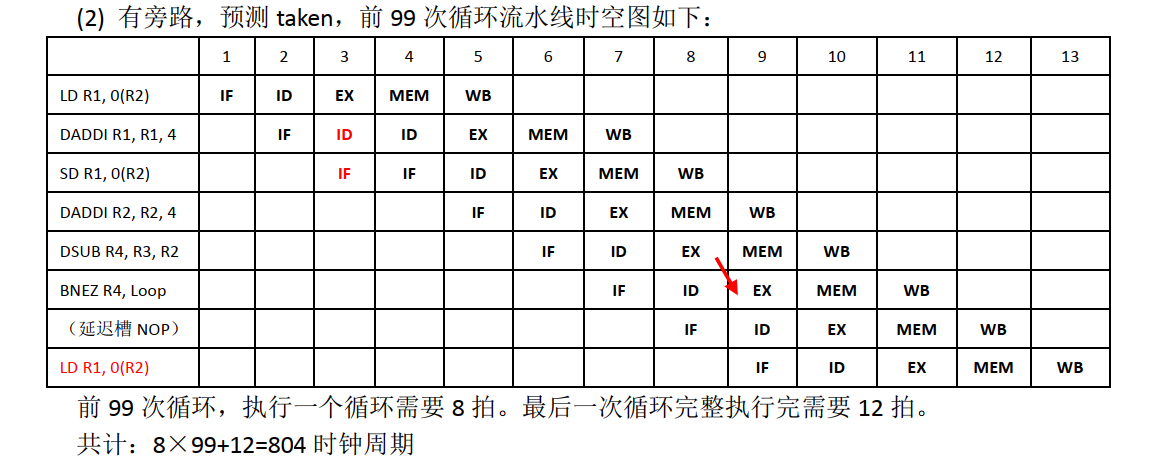 (2) 有旁路，预测 taken，前 99 次循环流水线时空图如下：
1 2 3 4 5 6 7 8 9 10 11 12 13
LD R1, 0(R2) IF ID EX MEM WB
DADDI R1, R1, 4 IF ID ID EX MEM WB
SD R1, 0(R2) IF IF ID EX MEM WB
DADDI R2, R2, 4 IF ID EX MEM WB
DSUB R4, R3, R2 IF ID EX MEM WB
BNEZ R4, Loop IF ID EX MEM WB
（延迟槽 NOP） IF ID EX MEM WB
LD R1, 0(R2) IF ID EX MEM WB
前 99 次循环，执行一个循环需要 8 拍。最后一次循环完整执行完需要 12 拍。
共计：8×99+12=804 时钟周期